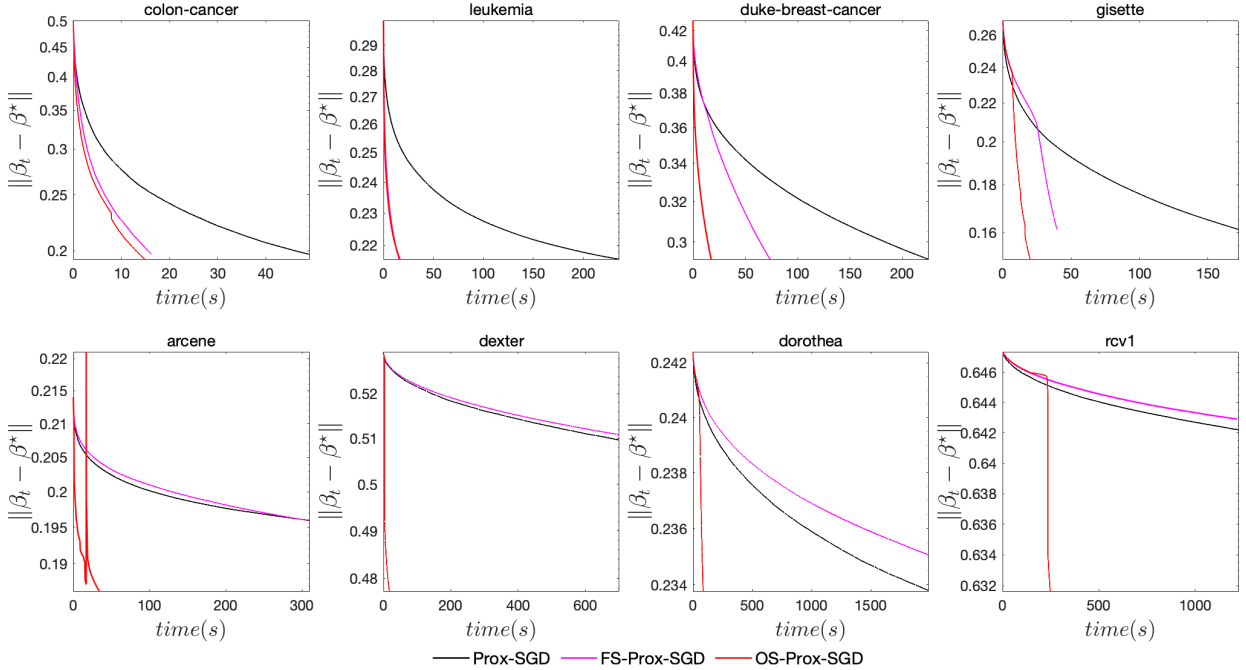 colon-cancer
0.5
0.45
0.4
0.35
0.3
0.25
0.2
||β_t − β*||
0 10 20 30 40
time(s)
leukemia
0.29
0.28
0.27
0.26
0.25
0.24
0.23
0.22
||β_t − β*||
0 50 100 150 200
time(s)
duke-breast-cancer
0.42
0.4
0.38
0.36
0.34
0.32
0.3
||β_t − β*||
0 50 100 150 200
time(s)
gisette
0.26
0.24
0.22
0.2
0.18
0.16
||β_t − β*||
0 50 100 150
time(s)
arcene
0.22
0.215
0.21
0.205
0.2
0.195
0.19
||β_t − β*||
0 100 200 300
time(s)
dexter
0.52
0.51
0.5
0.49
0.48
||β_t − β*||
0 200 400 600
time(s)
dorothea
0.242
0.24
0.238
0.236
0.234
||β_t − β*||
0 500 1000 1500
time(s)
rcv1
0.646
0.644
0.642
0.64
0.638
0.636
0.634
0.632
||β_t − β*||
0 500 1000
time(s)
Prox-SGD FS-Prox-SGD OS-Prox-SGD